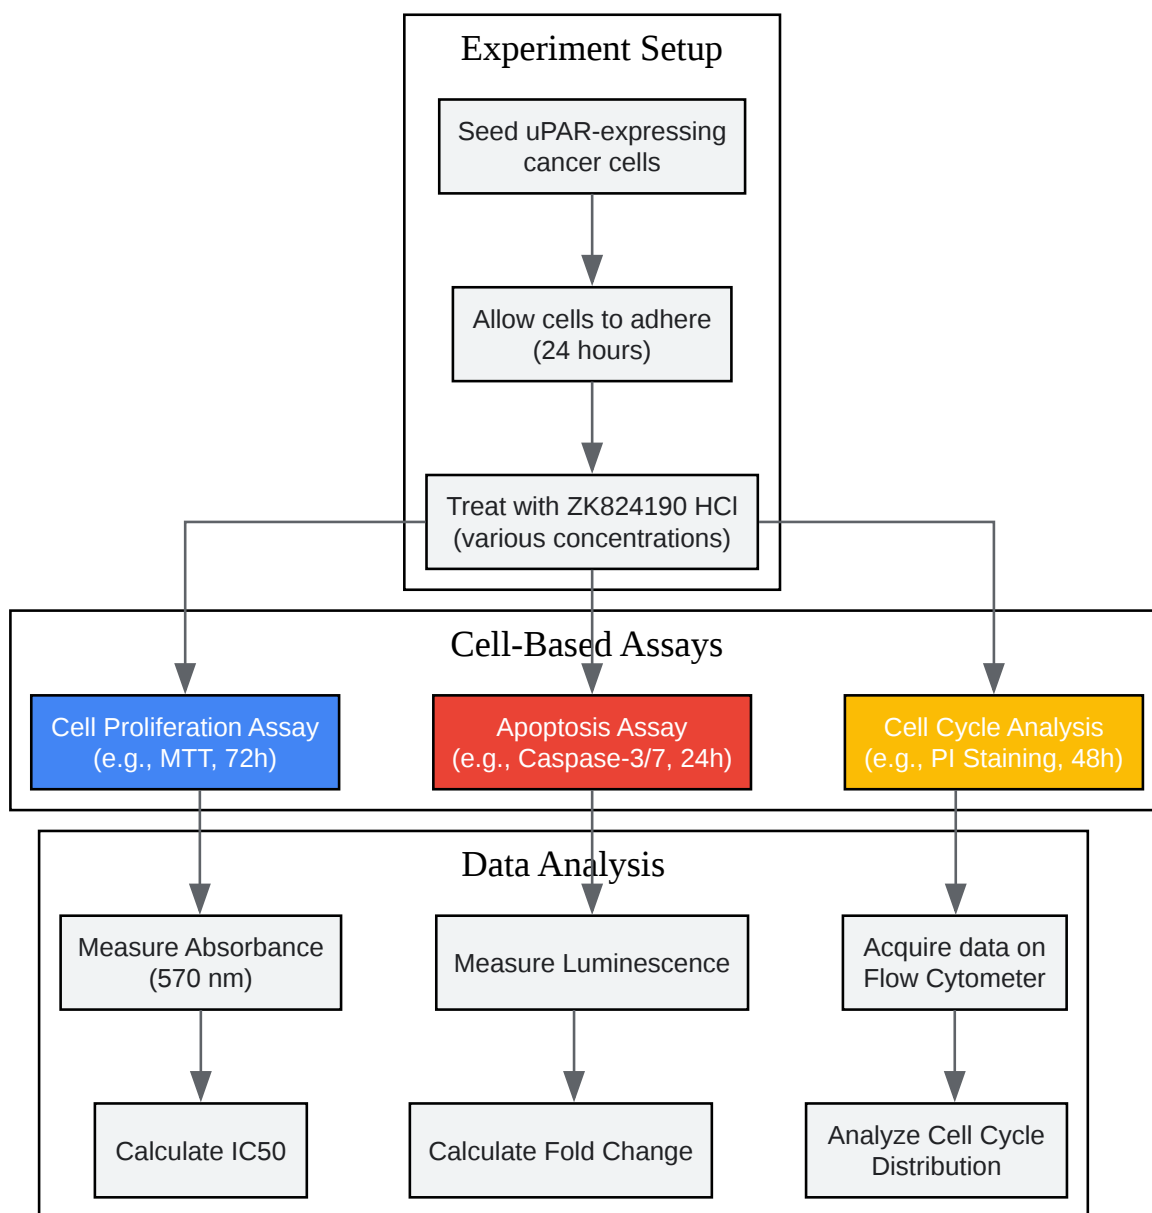 Experiment Setup
Seed uPAR-expressing
cancer cells
Allow cells to adhere
(24 hours)
Treat with ZK824190 HCl
(various concentrations)
Cell-Based Assays
Cell Proliferation Assay
(e.g., MTT, 72h)
Apoptosis Assay
(e.g., Caspase-3/7, 24h)
Cell Cycle Analysis
(e.g., PI Staining, 48h)
Data Analysis
Measure Absorbance
(570 nm)
Measure Luminescence
Acquire data on
Flow Cytometer
Calculate IC50
Calculate Fold Change
Analyze Cell Cycle
Distribution